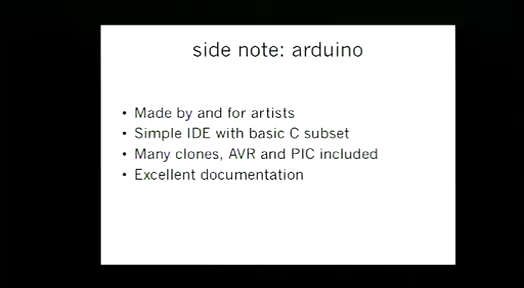 side note: arduino
• Made by and for artists
• Simple IDE with basic C subset
• Many clones, AVR and PIC included
• Excellent documentation